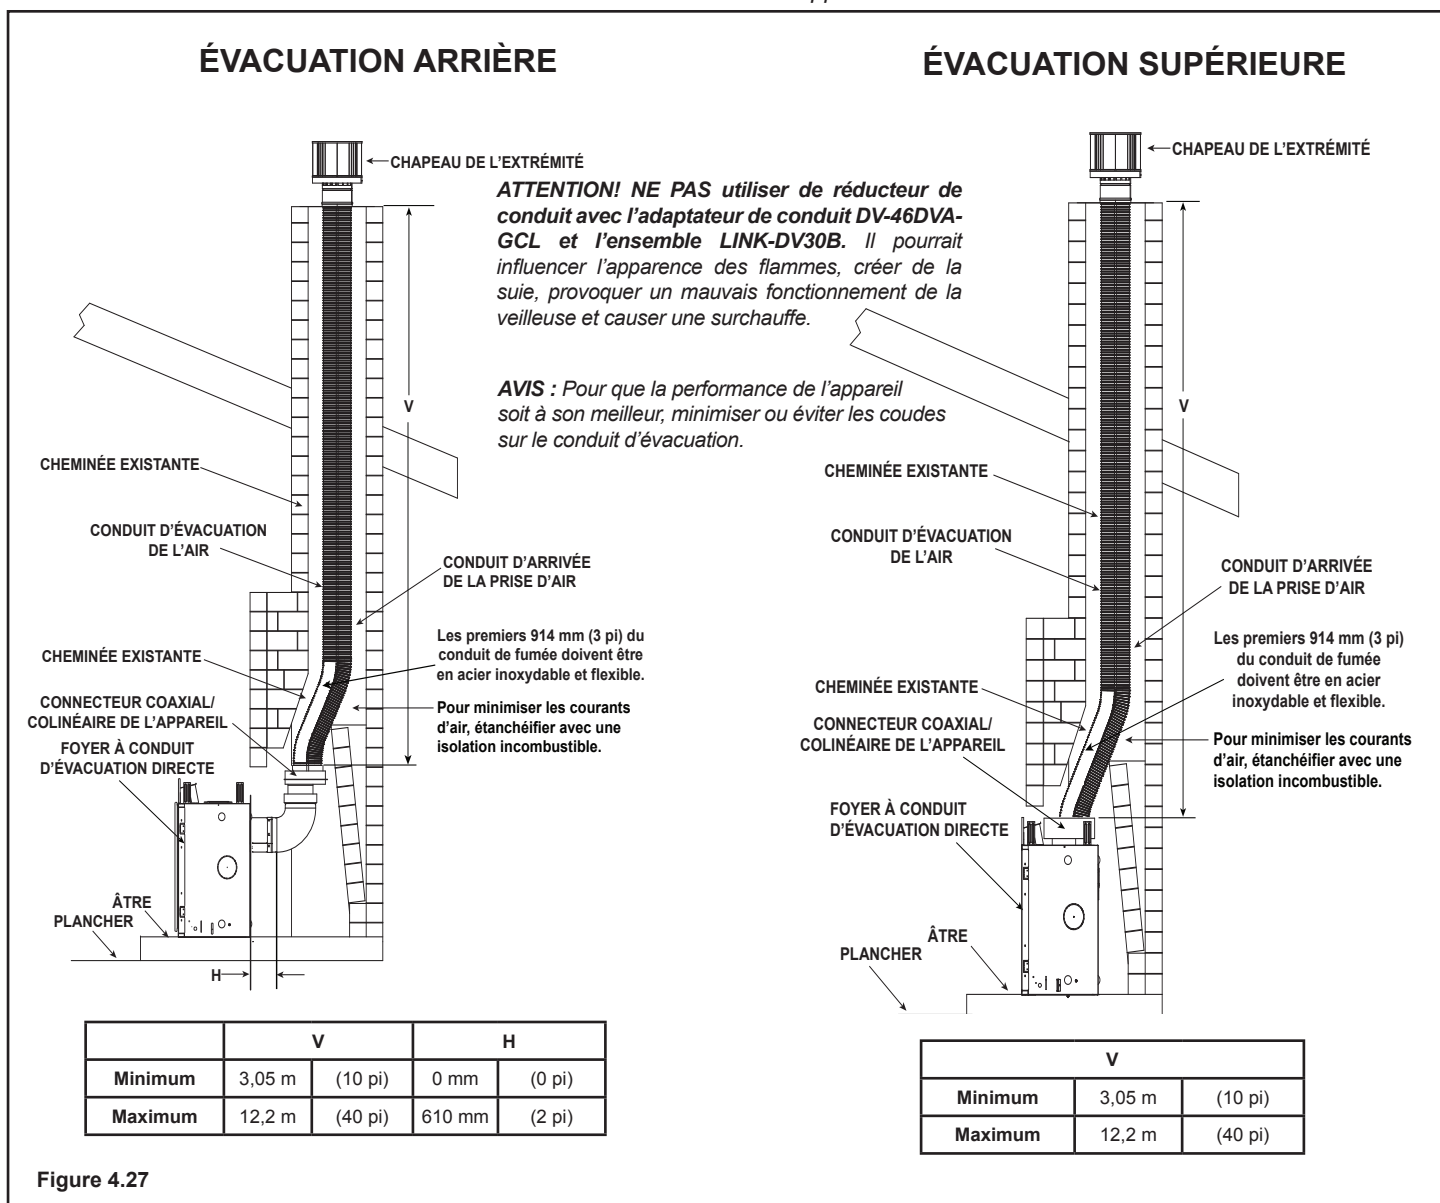 ÉVACUATION ARRIÈRE
CHAPEAU DE L'EXTRÉMITÉ
ATTENTION! NE PAS utiliser de réducteur de
conduit avec l'adaptateur de conduit DV-46DVA-
GCL et l'ensemble LINK-DV30B. Il pourrait
influencer l'apparence des flammes, créer de la
suie, provoquer un mauvais fonctionnement de la
veilleuse et causer une surchauffe.
AVIS : Pour que la performance de l'appareil
soit à son meilleur, minimiser ou éviter les coudes
sur le conduit d'évacuation.
V
CHEMINÉE EXISTANTE
CONDUIT D'ÉVACUATION
DE L'AIR
CONDUIT D'ARRIVÉE
DE LA PRISE D'AIR
Les premiers 914 mm (3 pi) du
conduit de fumée doivent être
en acier inoxydable et flexible.
CHEMINÉE EXISTANTE
CONNECTEUR COAXIAL/
COLINÉAIRE DE L'APPAREIL
Pour minimiser les courants
d'air, étanchéifier avec une
isolation incombustible.
FOYER À CONDUIT
D'ÉVACUATION DIRECTE
ÂTRE
PLANCHER
H
V H
Minimum 3,05 m (10 pi) 0 mm (0 pi)
Maximum 12,2 m (40 pi) 610 mm (2 pi)
ÉVACUATION SUPÉRIEURE
CHAPEAU DE L'EXTRÉMITÉ
V
CHEMINÉE EXISTANTE
CONDUIT D'ÉVACUATION
DE L'AIR
CONDUIT D'ARRIVÉE
DE LA PRISE D'AIR
Les premiers 914 mm (3 pi)
du conduit de fumée
doivent être en acier
inoxydable et flexible.
CHEMINÉE EXISTANTE
CONNECTEUR COAXIAL/
COLINÉAIRE DE L'APPAREIL
Pour minimiser les courants
d'air, étanchéifier avec une
isolation incombustible.
FOYER À CONDUIT
D'ÉVACUATION DIRECTE
ÂTRE
PLANCHER
V
Minimum 3,05 m (10 pi)
Maximum 12,2 m (40 pi)
Figure 4.27